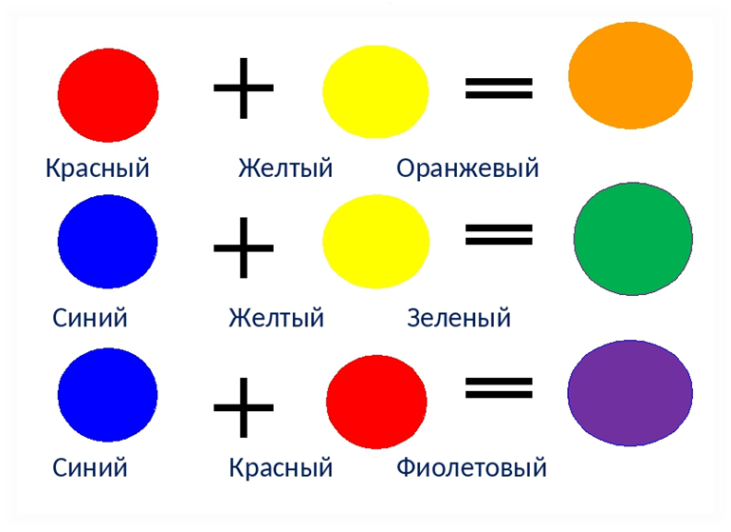 Красный Желтый Оранжевый
Синий Желтый Зеленый
Синий Красный Фиолетовый